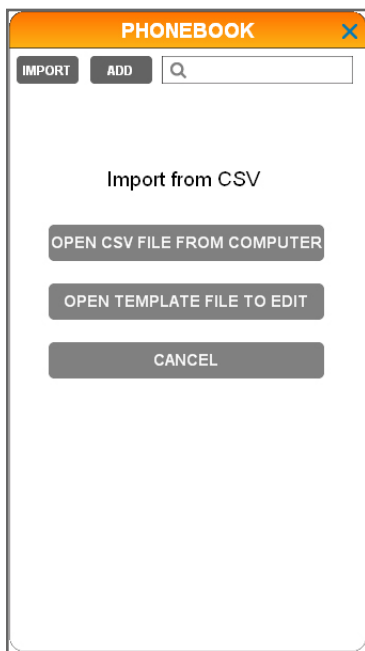 PHONEBOOK
IMPORT ADD
Import from CSV
OPEN CSV FILE FROM COMPUTER
OPEN TEMPLATE FILE TO EDIT
CANCEL